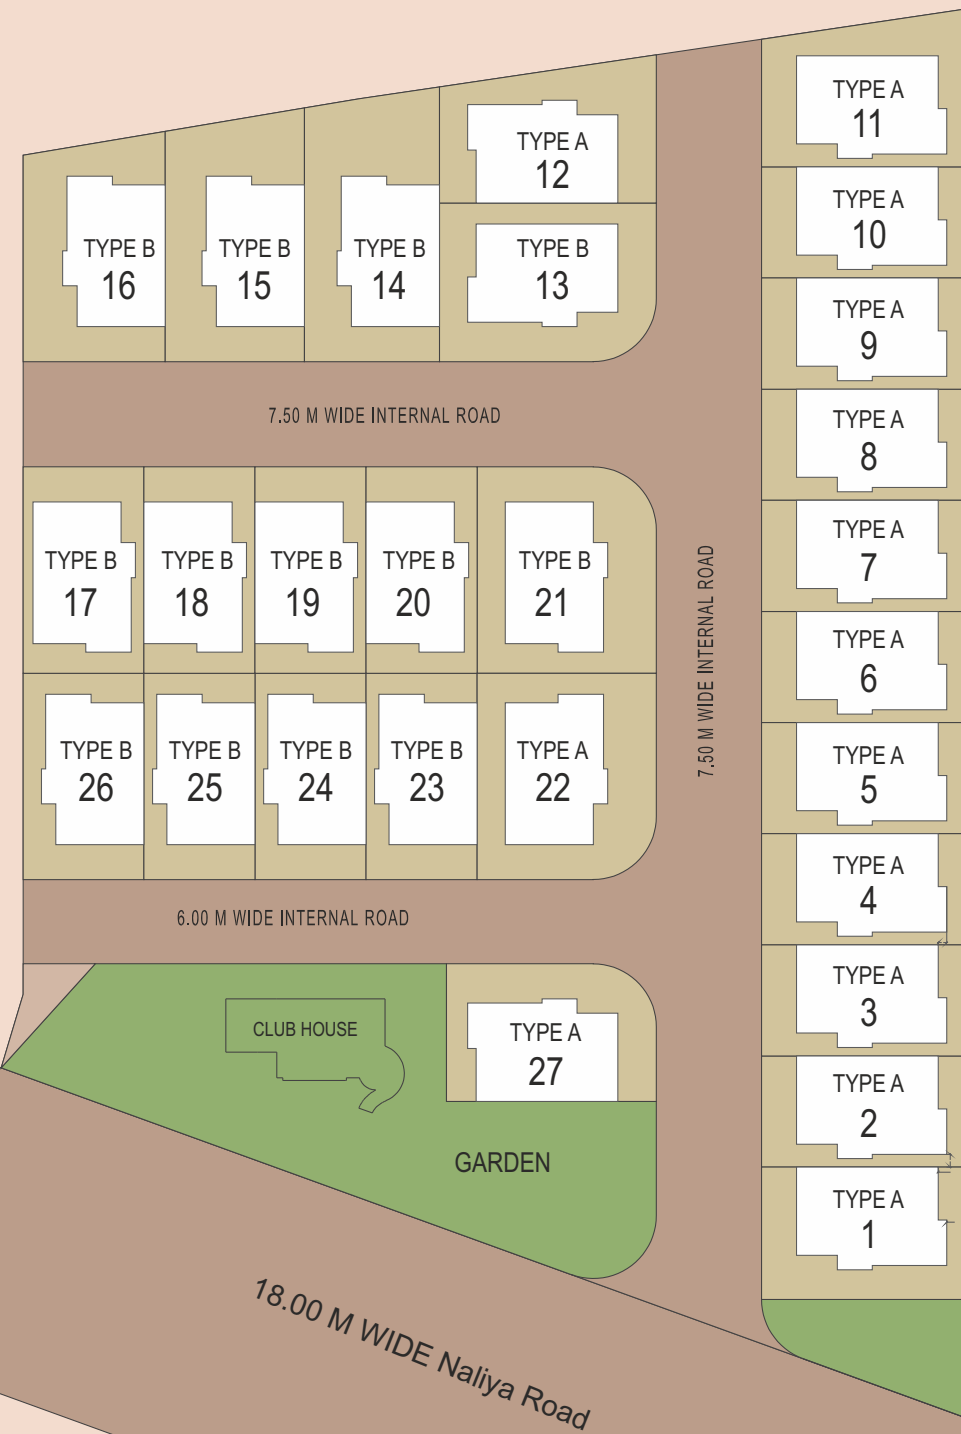 TYPE A
11
TYPE A
12
TYPE A
10
TYPE B
16
TYPE B
15
TYPE B
14
TYPE B
13
TYPE A
9
7.50 M WIDE INTERNAL ROAD
TYPE A
8
TYPE B
17
TYPE B
18
TYPE B
19
TYPE B
20
TYPE B
21
TYPE A
7
7.50 M WIDE INTERNAL ROAD
TYPE A
6
TYPE B
26
TYPE B
25
TYPE B
24
TYPE B
23
TYPE A
22
TYPE A
5
TYPE A
4
6.00 M WIDE INTERNAL ROAD
TYPE A
3
CLUB HOUSE
TYPE A
27
TYPE A
2
GARDEN
TYPE A
1
18.00 M WIDE Naliya Road